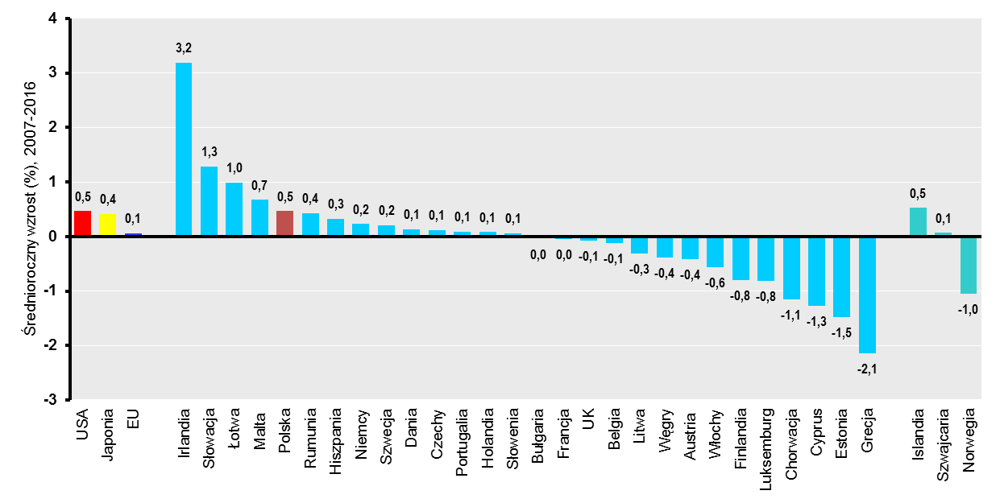 Średnioroczny wzrost (%), 2007-2016
4
3
2
1
0
-1
-2
-3
0,5
0,4
0,1
3,2
1,3
1,0
0,7
0,5
0,4
0,3
0,2
0,2
0,1
0,1
0,1
0,1
0,1
0,0
0,0
-0,1
-0,1
-0,3
-0,4
-0,4
-0,6
-0,8
-0,8
-1,1
-1,3
-1,5
-2,1
0,5
0,1
-1,0
USA
Japonia
EU
Irlandia
Słowacja
Łotwa
Malta
Polska
Rumunia
Hiszpania
Niemcy
Szwecja
Dania
Czechy
Portugalia
Holandia
Słowenia
Bułgaria
Francja
UK
Belgia
Litwa
Węgry
Austria
Włochy
Finlandia
Luksemburg
Chorwacja
Cyprus
Estonia
Grecja
Islandia
Szwajcaria
Norwegia